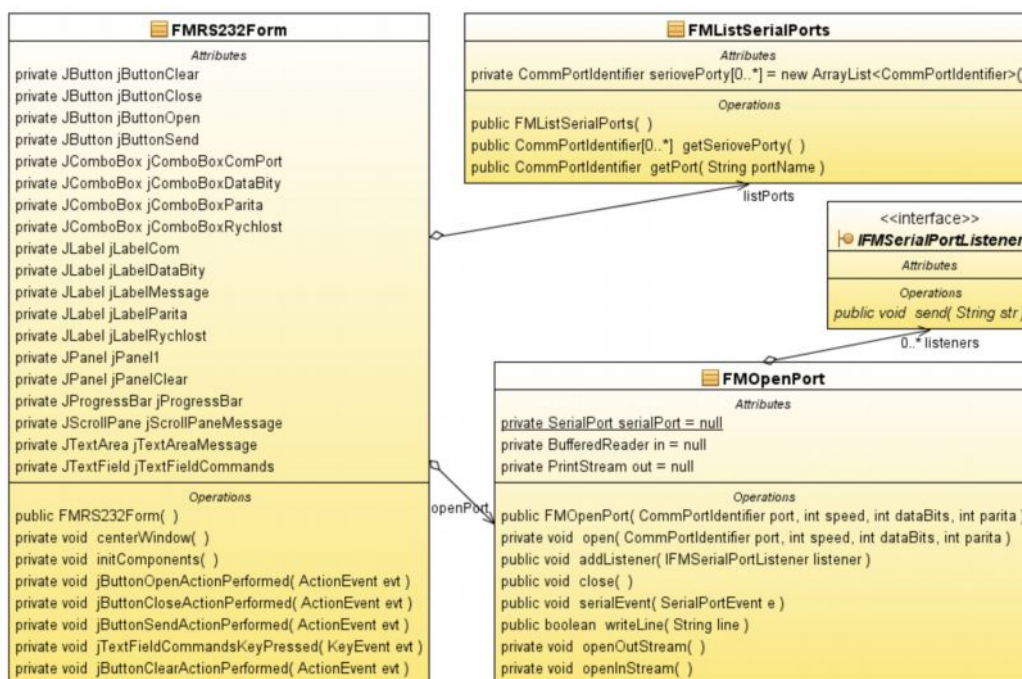 FMRS232Form
Attributes
private JButton jButtonClear
private JButton jButtonClose
private JButton jButtonOpen
private JButton jButtonSend
private JComboBox jComboBoxComPort
private JComboBox jComboBoxDataBity
private JComboBox jComboBoxParita
private JComboBox jComboBoxRychlost
private JLabel jLabelCom
private JLabel jLabelDataBity
private JLabel jLabelMessage
private JLabel jLabelParita
private JLabel jLabelRychlost
private JPanel jPanel1
private JPanel jPanelClear
private JProgressBar jProgressBar
private JScrollPane jScrollPaneMessage
private JTextArea jTextAreaMessage
private JTextField jTextFieldCommands
Operations
public FMRS232Form( )
private void centerWindow( )
private void initComponents( )
private void jButtonOpenActionPerformed( ActionEvent evt )
private void jButtonCloseActionPerformed( ActionEvent evt )
private void jButtonSendActionPerformed( ActionEvent evt )
private void jTextFieldCommandsKeyPressed( KeyEvent evt )
private void jButtonClearActionPerformed( ActionEvent evt )
FMListSerialPorts
Attributes
private CommPortIdentifier seriovePorty[0..*] = new ArrayList<CommPortIdentifier>()
Operations
public FMListSerialPorts( )
public CommPortIdentifier[0..*] getSeriovePorty( )
public CommPortIdentifier getPort( String portName )
listPorts
<<interface>>
IFMSerialPortListener
Attributes
Operations
public void send( String str )
0..* listeners
openPort
FMOpenPort
Attributes
private SerialPort serialPort = null
private BufferedReader in = null
private PrintStream out = null
Operations
public FMOpenPort( CommPortIdentifier port, int speed, int dataBits, int parita )
private void open( CommPortIdentifier port, int speed, int dataBits, int parita )
public void addListener( IFMSerialPortListener listener )
public void close( )
public void serialEvent( SerialPortEvent e )
public boolean writeLine( String line )
private void openOutStream( )
private void openInStream( )